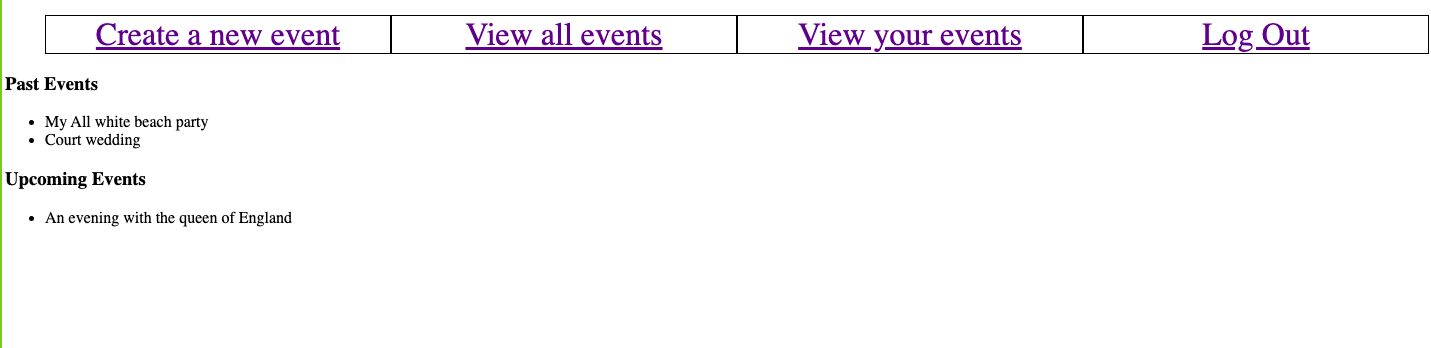 Create a new event View all events View your events Log Out
Past Events
My All white beach party
Court wedding
Upcoming Events
An evening with the queen of England